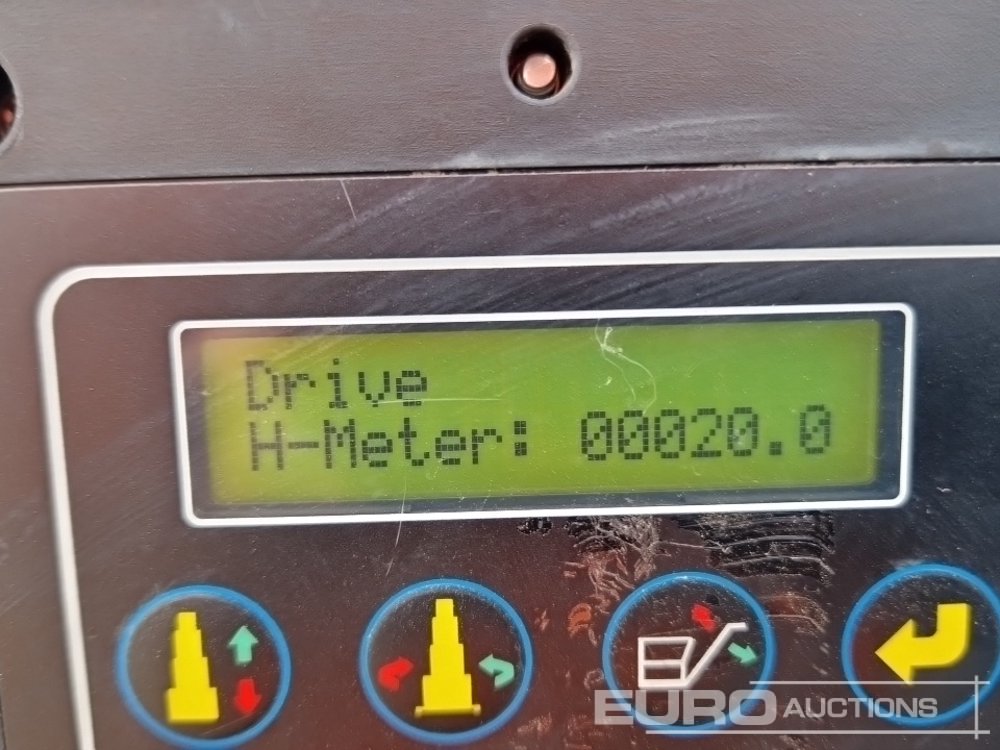 Drive
H-Meter: 00020.0
EURO AUCTIONS